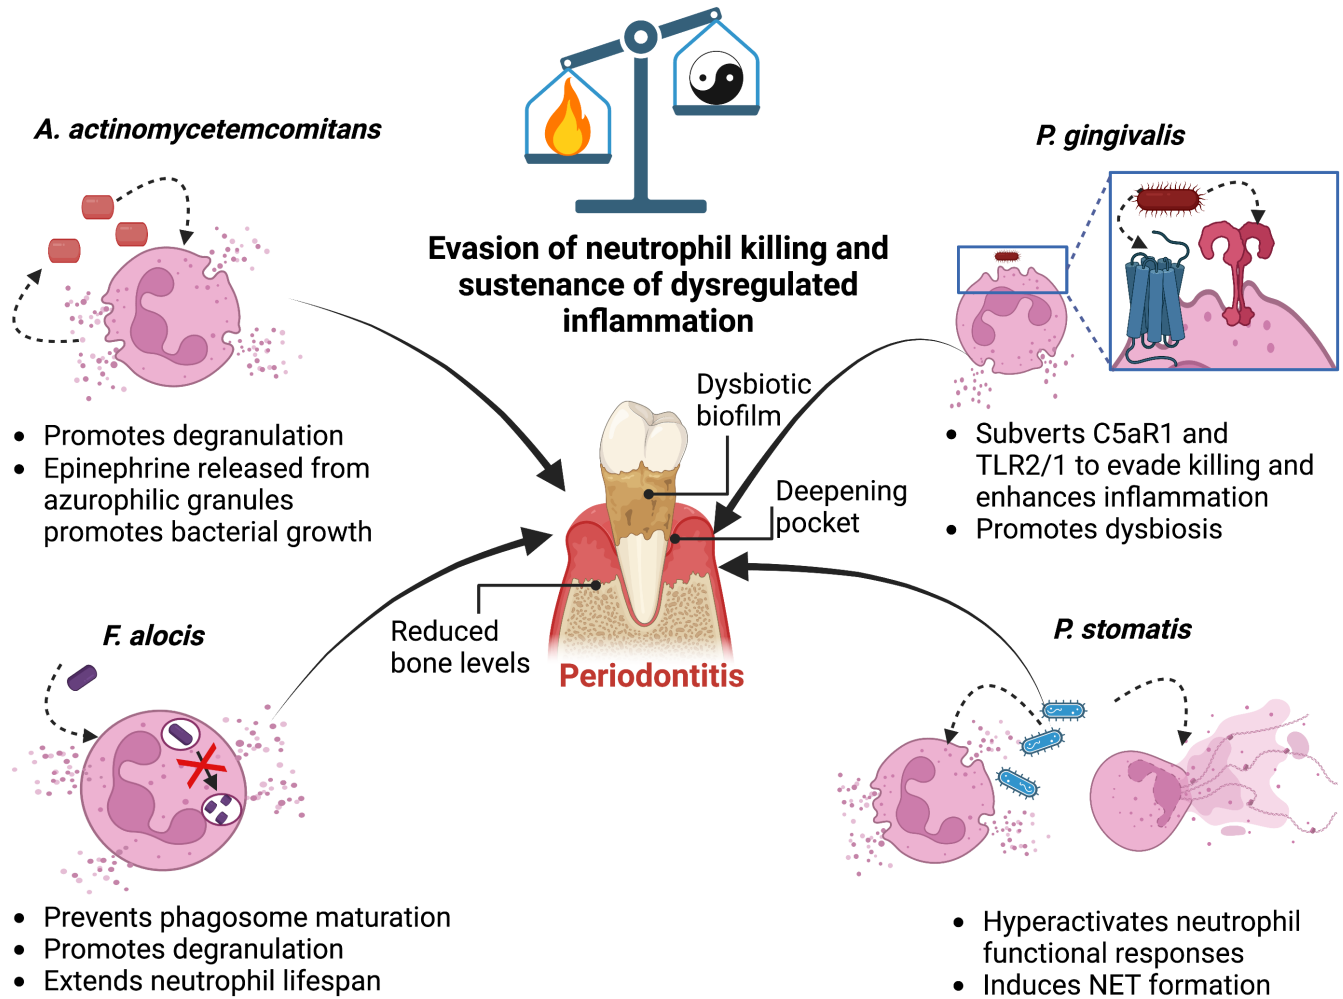 A. actinomycetemcomitans
P. gingivalis
Evasion of neutrophil killing and
sustenance of dysregulated
inflammation
Dysbiotic
biofilm
Deepening
pocket
Reduced
bone levels
Periodontitis
• Promotes degranulation
• Epinephrine released from
azurophilic granules
promotes bacterial growth
• Subverts C5aR1 and
TLR2/1 to evade killing and
enhances inflammation
• Promotes dysbiosis
F. alocis
P. stomatis
• Prevents phagosome maturation
• Promotes degranulation
• Extends neutrophil lifespan
• Hyperactivates neutrophil
functional responses
• Induces NET formation